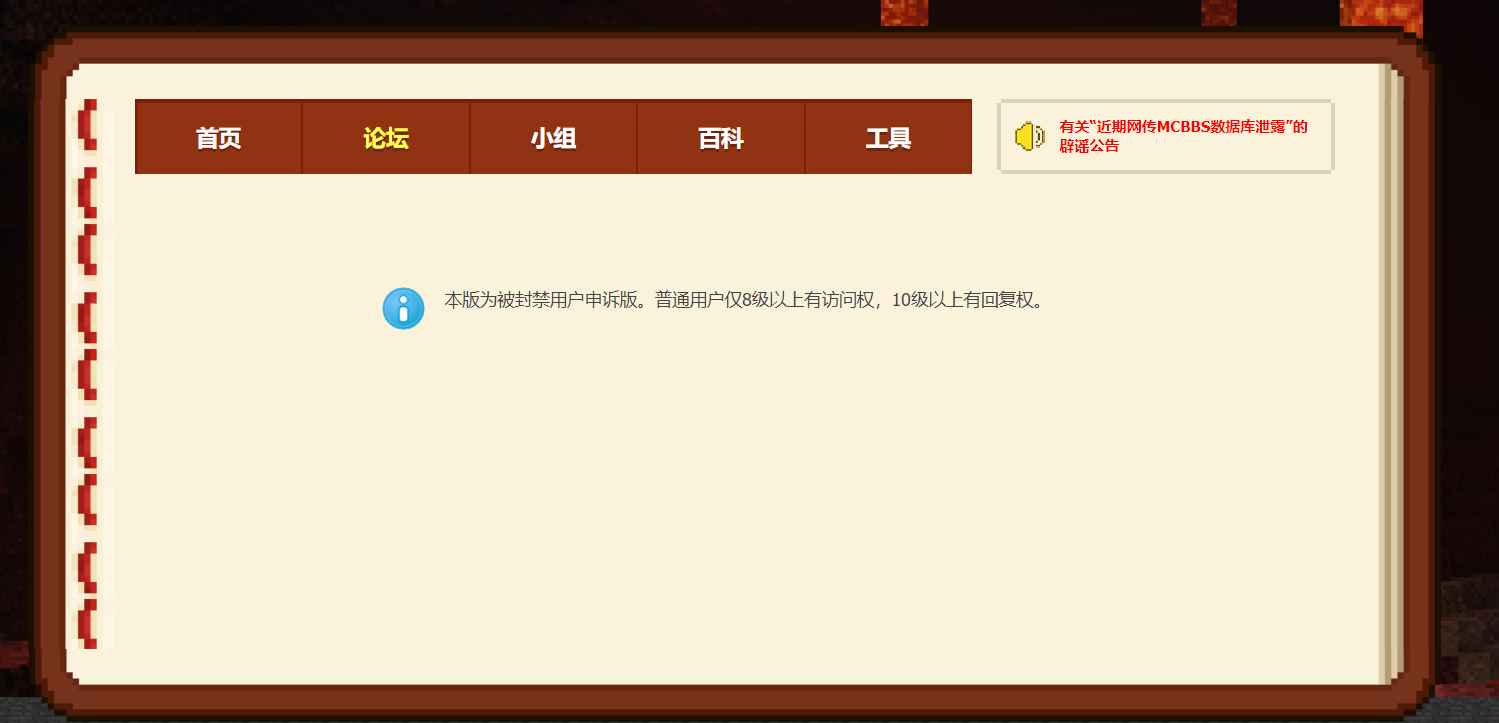 首页
论坛
小组
百科
工具
有关“近期网传MCBBS数据库泄露”的
辟谣公告
本版为被封禁用户申诉版。普通用户仅8级以上有访问权，10级以上有回复权。